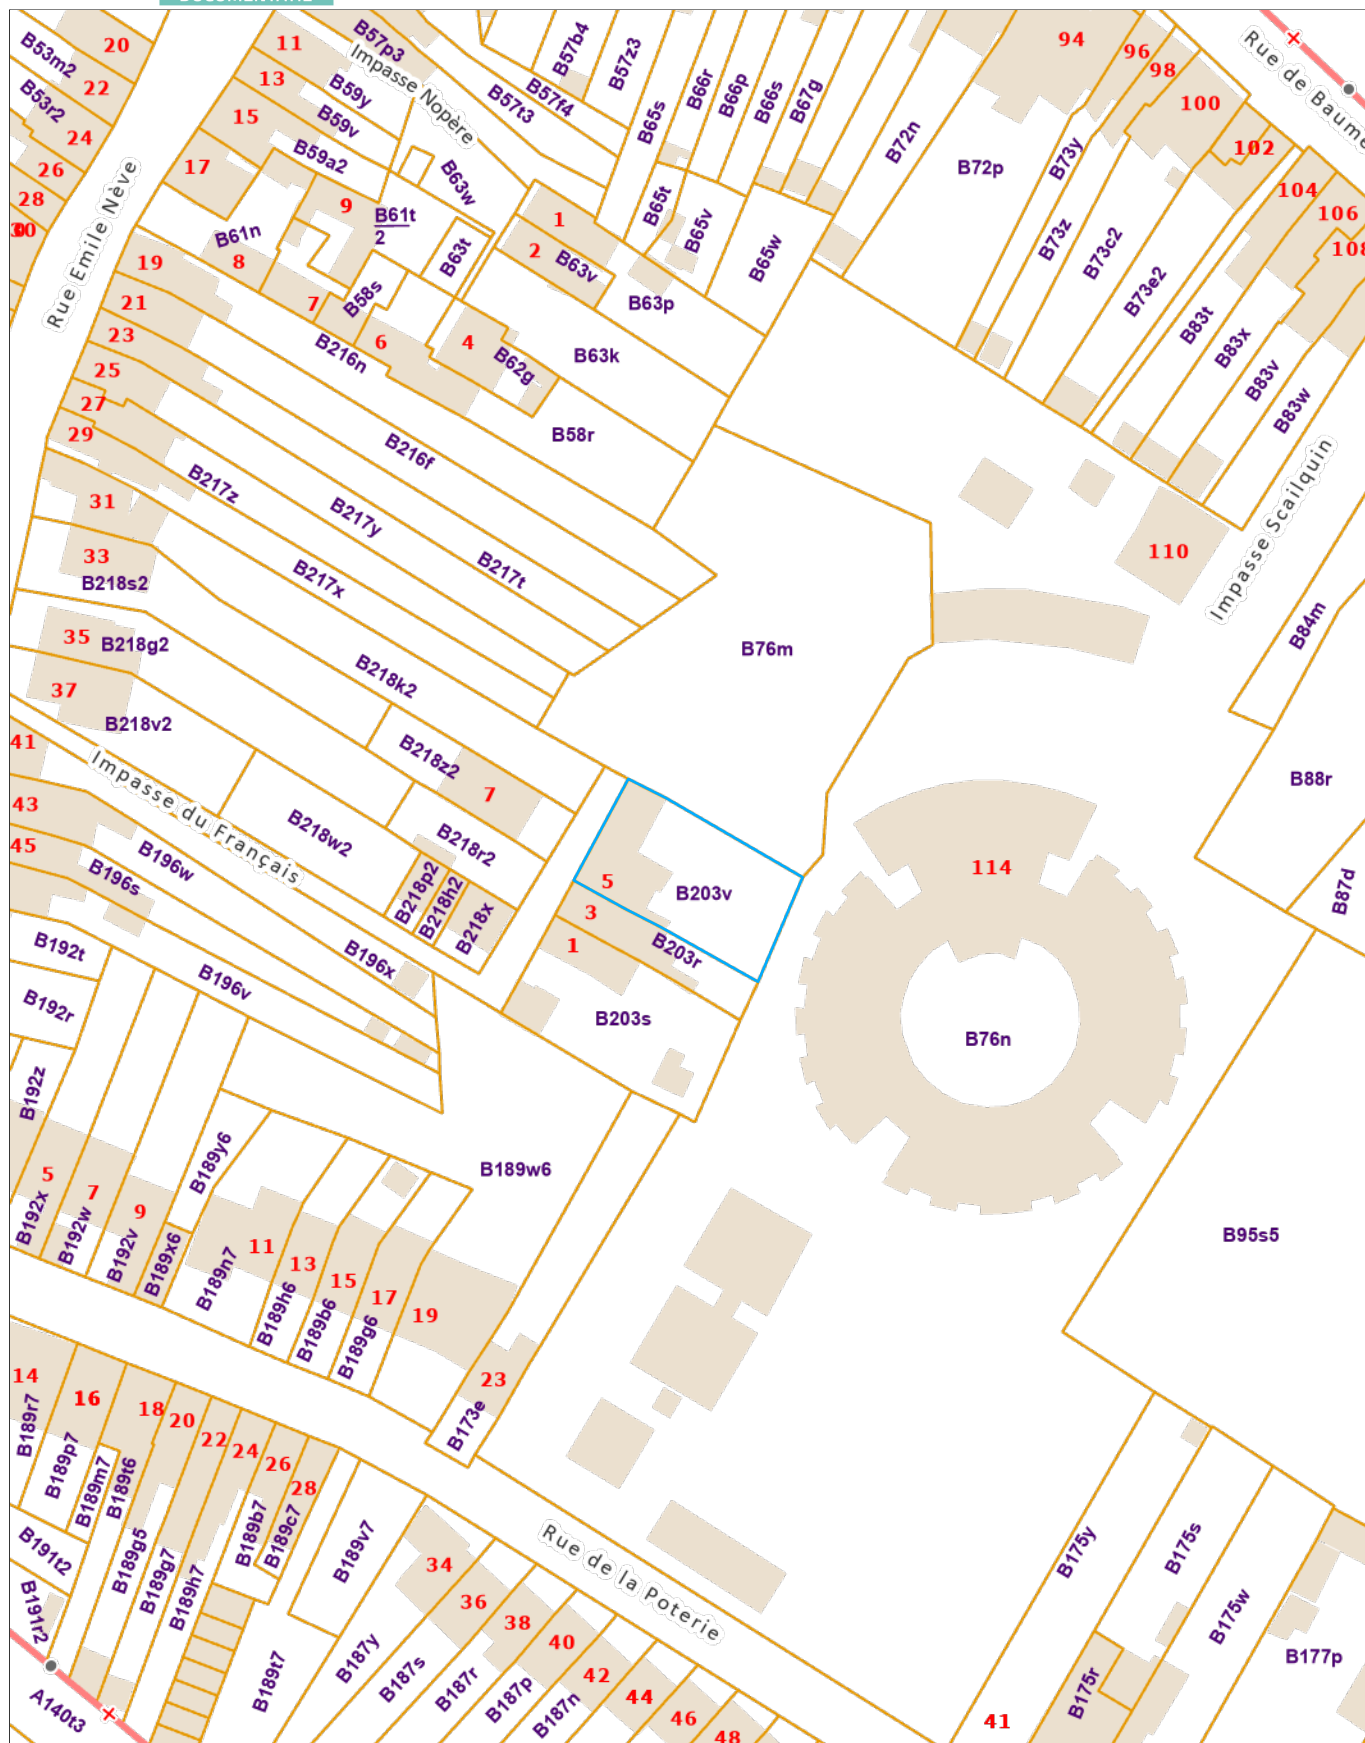 20
B53m2
22
B53r2
24
26
28
30
Rue Emile Nève
11
B57p3
Impasse Nopère
13
B59y
15
B59v
B59a2
17
9
B61t
2
B61n
8
7
B58s
6
B63w
B63t
4
B62g
B57t3
B57f4
B57b4
B57z3
B65s
B66r
B66p
B66s
B67g
B72n
94
96
98
100
102
Rue de Baume
104
106
108
B72p
B73y
B73z
B73c2
B73e2
B83t
B83x
B83v
B83w
1
2
B63v
B65t
B65v
B65w
B63p
B63k
B58r
19
21
23
25
27
29
B216n
B216f
B217z
B217y
B217t
31
33
B218s2
B217x
35
B218g2
37
B218v2
B218k2
B76m
110
Impasse Scailquin
B84m
B88r
B87d
41
Impasse du Français
43
45
B196w
B196s
B218w2
B218z2
7
B218r2
B218p2
B218h2
B218x
5
B203v
3
B203r
1
B203s
114
B76n
B192t
B196v
B196x
B192r
B192z
5
B192x
7
B192w
9
B192v
B189y6
B189x6
B189n7
11
B189h6
13
B189b6
15
B189g6
17
19
B189w6
23
B173e
B95s5
14
B189r7
16
B189p7
B189m7
18
B189t6
20
22
24
26
28
B189g5
B189g7
B189h7
B189b7
B189c7
B189v7
B191t2
B191r2
A140t3
B189t7
34
36
38
40
42
44
46
48
B187y
B187s
B187r
B187p
B187n
Rue de la Poterie
41
B175y
B175s
B175r
B175w
B177p